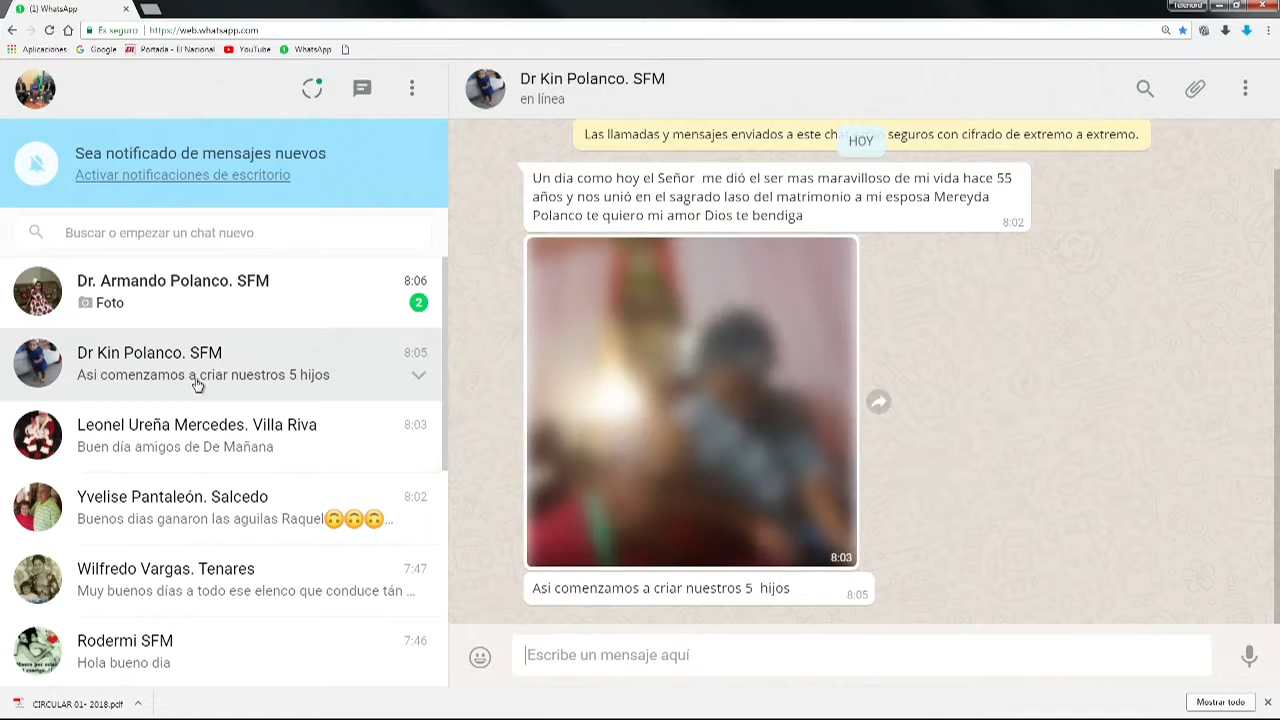 (1) WhatsApp
Telenord
Es seguro
https://web.whatsapp.com
Aplicaciones
Google
Portada - El Nacional
YouTube
WhatsApp
Sea notificado de mensajes nuevos
Activar notificaciones de escritorio
Buscar o empezar un chat nuevo
Dr. Armando Polanco. SFM
8:06
Foto
2
Dr Kin Polanco. SFM
8:05
Asi comenzamos a criar nuestros 5 hijos
Leonel Ureña Mercedes. Villa Riva
8:03
Buen día amigos de De Mañana
Yvelise Pantaleón. Salcedo
8:02
Buenos dias ganaron las aguilas Raquel🙃🙃🙃...
Wilfredo Vargas. Tenares
7:47
Muy buenos días a todo ese elenco que conduce tán ...
Rodermi SFM
7:46
Hola bueno dia
Dr Kin Polanco. SFM
en línea
Las llamadas y mensajes enviados a este cha seguros con cifrado de extremo a extremo.
HOY
Un dia como hoy el Señor me dió el ser mas maravilloso de mi vida hace 55
años y nos unió en el sagrado laso del matrimonio a mi esposa Mereyda
Polanco te quiero mi amor Dios te bendiga
8:02
8:03
Asi comenzamos a criar nuestros 5 hijos
8:05
Escribe un mensaje aquí
CIRCULAR 01- 2018.pdf
Mostrar todo